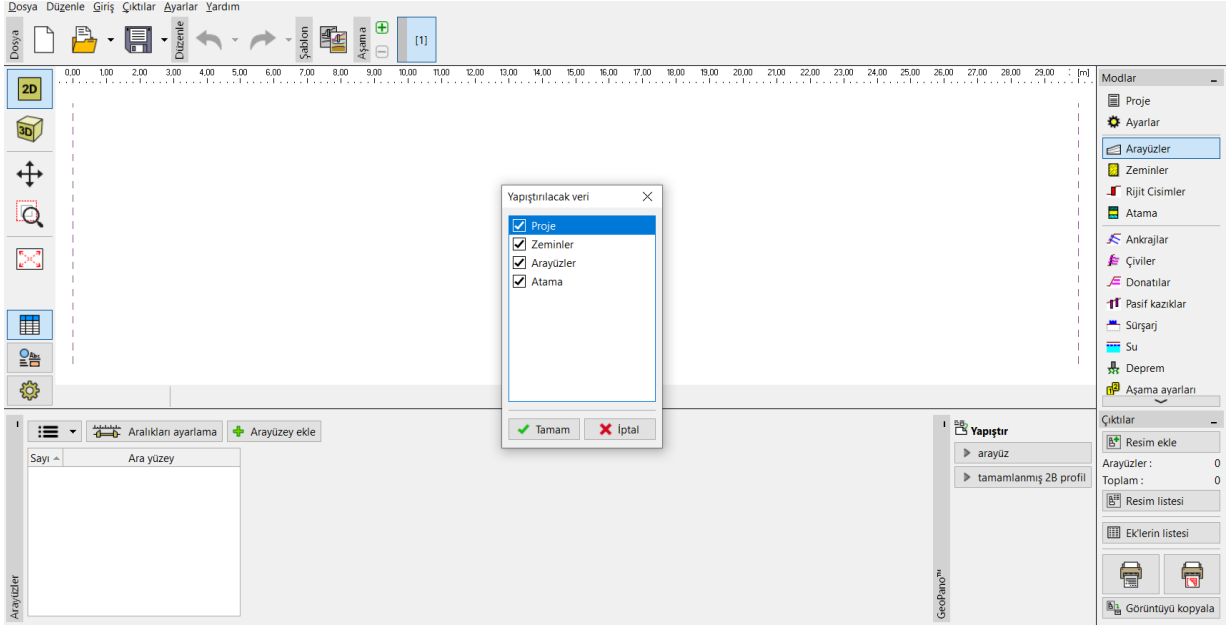 Dosya Düzenle Giriş Çıktılar Ayarlar Yardım
Dosya
Düzenle
Şablon
Aşama
[1]
0,00 1,00 2,00 3,00 4,00 5,00 6,00 7,00 8,00 9,00 10,00 11,00 12,00 13,00 14,00 15,00 16,00 17,00 18,00 19,00 20,00 21,00 22,00 23,00 24,00 25,00 26,00 27,00 28,00 29,00 [m]
2D
3D
Abc
Yapıştırılacak veri
Proje
Zeminler
Arayüzler
Atama
Tamam
İptal
Modlar
Proje
Ayarlar
Arayüzler
Zeminler
Rijit Cisimler
Atama
Ankrajlar
Çiviler
Donatılar
Pasif kazıklar
Sürşarj
Su
Deprem
Aşama ayarları
Aralıkları ayarlama
Arayüzey ekle
Sayı
Ara yüzey
Arayüzler
Yapıştır
arayüz
tamamlanmış 2B profil
GeoPano™
Çıktılar
Resim ekle
Arayüzler : 0
Toplam : 0
Resim listesi
Ek'lerin listesi
Görüntüyü kopyala